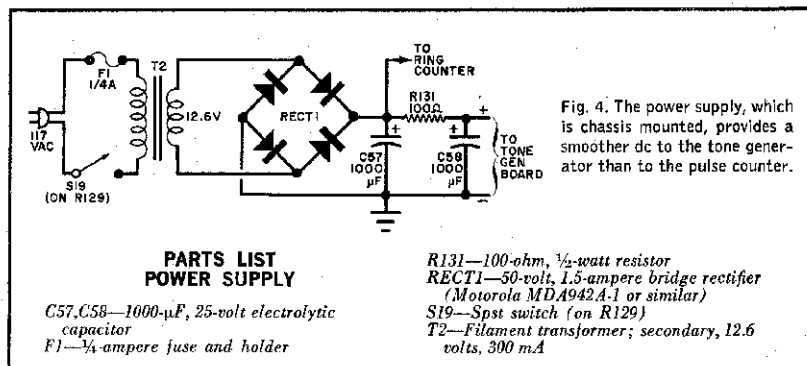 F1
1/4A
T2
117
VAC
S19
(ON R129)
12.6V
RECT1
TO
RING
COUNTER
R131
100Ω
+
C57
1000
μF
+
C58
1000
μF
+
−
TO
TONE
GEN
BOARD
Fig. 4. The power supply, which
is chassis mounted, provides a
smoother dc to the tone gener-
ator than to the pulse counter.
PARTS LIST
POWER SUPPLY
C57,C58—1000-μF, 25-volt electrolytic
capacitor
F1—¼-ampere fuse and holder
R131—100-ohm, ½-watt resistor
RECT1—50-volt, 1.5-ampere bridge rectifier
(Motorola MDA942A-1 or similar)
S19—Spst switch (on R129)
T2—Filament transformer; secondary, 12.6
volts, 300 mA